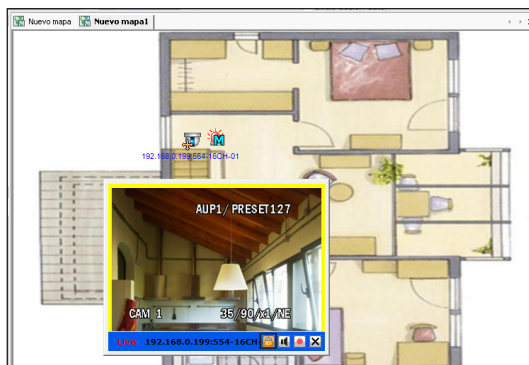 Nuevo mapa Nuevo mapa1
M
192.168.0.199:554-16CH-01
AUP1/ PRESET127
CAM 1 35/90/x1/NE
Live 192.168.0.199:554-16CH-